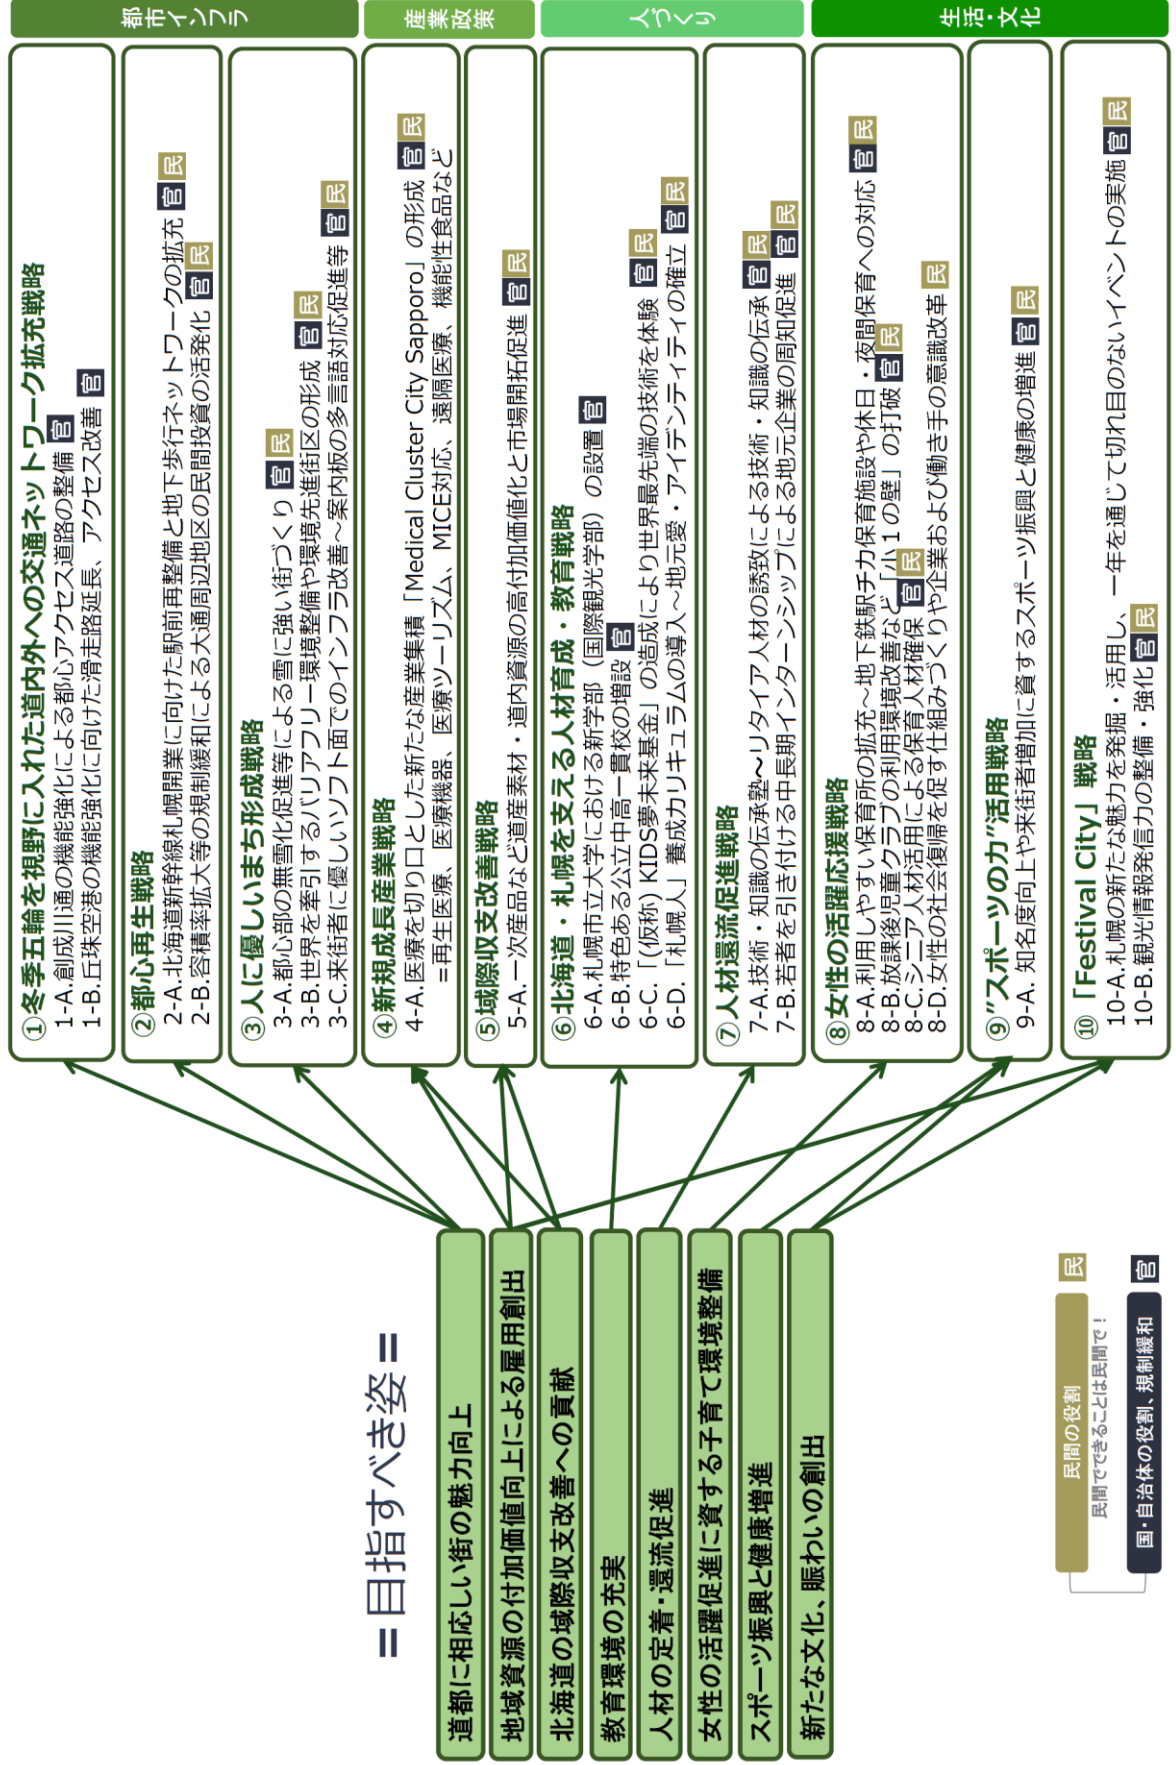 ＝目指すべき姿＝
道都に相応しい街の魅力向上
地域資源の付加価値向上による雇用創出
北海道の域際収支改善への貢献
教育環境の充実
人材の定着・還流促進
女性の活躍促進に資する子育て環境整備
スポーツ振興と健康増進
新たな文化、賑わいの創出
民間の役割 民
民間でできることは民間で！
国・自治体の役割、規制緩和 官
都市インフラ
①冬季五輪を視野に入れた道内外への交通ネットワーク拡充戦略
1-A.創成川通の機能強化による都心アクセス道路の整備 官
1-B.丘珠空港の機能強化に向けた滑走路延長、アクセス改善 官
②都心再生戦略
2-A.北海道新幹線札幌開業に向けた駅前再整備と地下歩行ネットワークの拡充 官 民
2-B.容積率拡大等の規制緩和による大通周辺地区の民間投資の活発化 官 民
③人に優しいまち形成戦略
3-A.都心部の無雪化促進等による雪に強い街づくり 官 民
3-B.世界を牽引するバリアフリー環境整備や環境先進街区の形成 官 民
3-C.来街者に優しいソフト面でのインフラ改善～案内板の多言語対応促進等 官 民
産業政策
④新規成長産業戦略
4-A.医療を切り口とした新たな産業集積「Medical Cluster City Sapporo」の形成 官 民
＝再生医療、医療機器、医療ツーリズム、MICE対応、遠隔医療、機能性食品など
⑤域際収支改善戦略
5-A.一次産品など道産素材・道内資源の高付加価値化と市場開拓促進 官 民
人づくり
⑥北海道・札幌を支える人材育成・教育戦略
6-A.札幌市立大学における新学部（国際観光学部）の設置 官
6-B.特色ある公立中高一貫校の増設 官
6-C.「(仮称) KIDS夢未来基金」の造成により世界最先端の技術を体験 官 民
6-D.「札幌人」養成カリキュラムの導入～地元愛・アイデンティティの確立 官 民
⑦人材還流促進戦略
7-A.技術・知識の伝承塾～リタイア人材の誘致による技術・知識の伝承 官 民
7-B.若者を引き付ける中長期インターンシップによる地元企業の周知促進 官 民
生活・文化
⑧女性の活躍応援戦略
8-A.利用しやすい保育所の拡充～地下鉄駅チカ保育施設や休日・夜間保育への対応 官 民
8-B.放課後児童クラブの利用環境改善など「小１の壁」の打破 官 民
8-C.シニア人材活用による保育人材確保 官 民
8-D.女性の社会復帰を促す仕組みづくりや企業および働き手の意識改革 民
⑨”スポーツの力”活用戦略
9-A. 知名度向上や来街者増加に資するスポーツ振興と健康の増進 官 民
⑩「Festival City」戦略
10-A.札幌の新たな魅力を発掘・活用し、一年を通じて切れ目のないイベントの実施 官 民
10-B.観光情報発信力の整備・強化 官 民